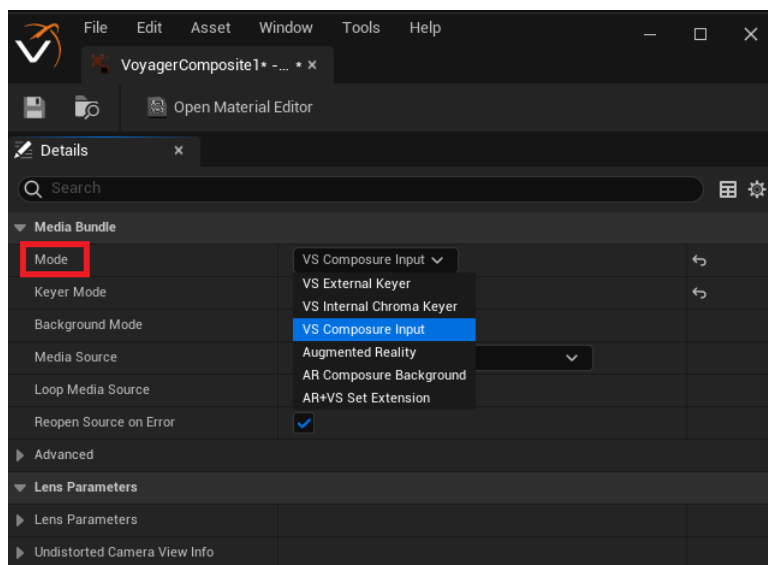 File Edit Asset Window Tools Help
VoyagerComposite1* -... *
Open Material Editor
Details
Search
Media Bundle
Mode VS Composure Input
Keyer Mode VS External Keyer
VS Internal Chroma Keyer
Background Mode VS Composure Input
Media Source Augmented Reality
AR Composure Background
Loop Media Source AR+VS Set Extension
Reopen Source on Error
Advanced
Lens Parameters
Lens Parameters
Undistorted Camera View Info